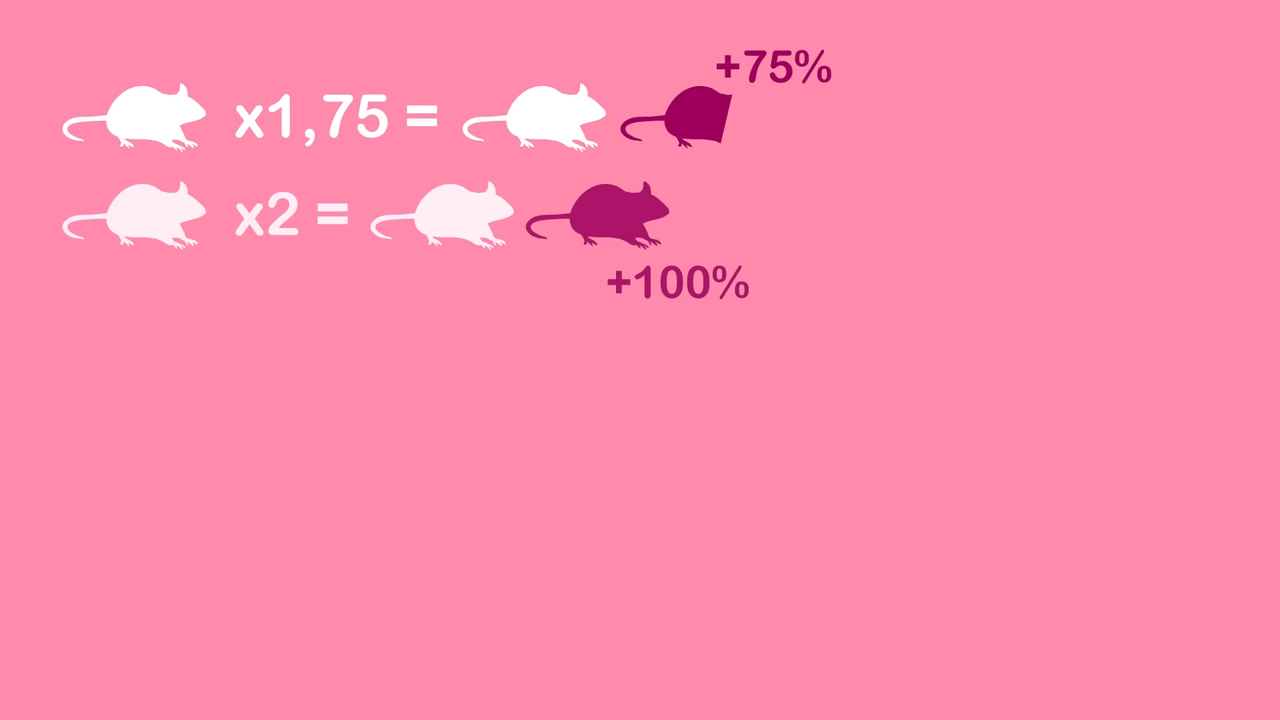 +75%
x1,75 =
x2 =
+100%